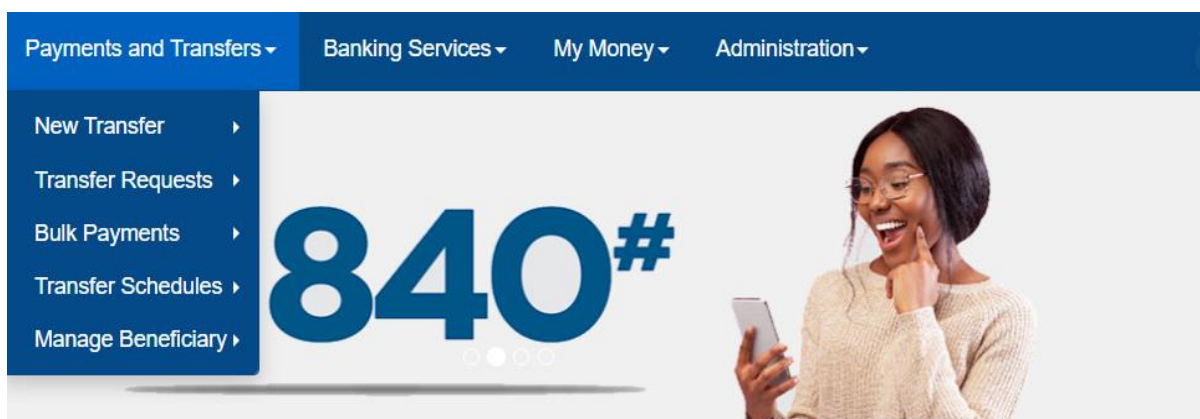 Payments and Transfers Banking Services My Money Administration
New Transfer
Transfer Requests
Bulk Payments
Transfer Schedules
Manage Beneficiary
840#